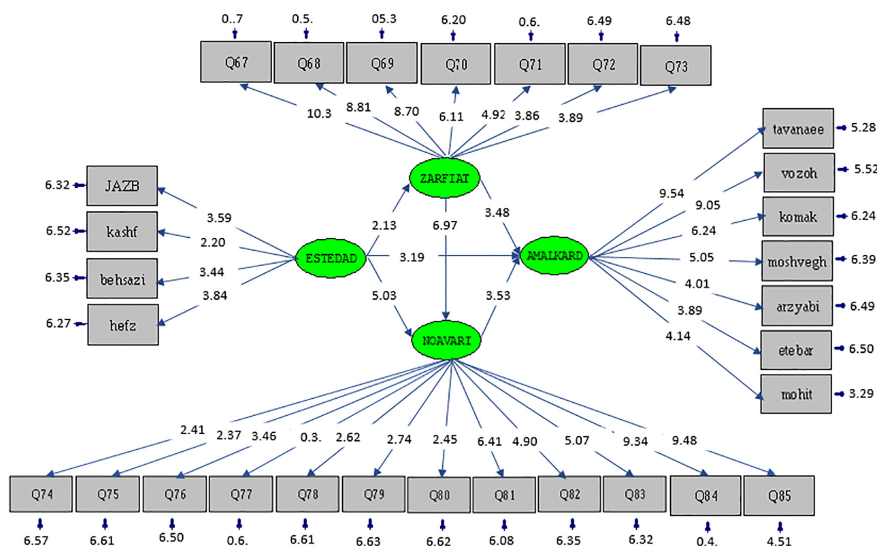 0..7 0.5. 05.3 6.20 0.6. 6.49 6.48
Q67 Q68 Q69 Q70 Q71 Q72 Q73
10.3 8.81 8.70 6.11 4.92 3.86 3.89
ZARFIAT
6.32 JAZB
6.52 kashf
6.35 behsazi
6.27 hefz
3.59
2.20
3.44
3.84
ESTEDAD
2.13
6.97
3.48
3.19
5.03
3.53
AMALKARD
NOAVARI
9.54
9.05
6.24
5.05
4.01
3.89
4.14
tavanaee 5.28
vozoh 5.52
komak 6.24
moshvegh 6.39
arzyabi 6.49
etebar 6.50
mohit 3.29
2.41 2.37 3.46 0.3. 2.62 2.74 2.45 6.41 4.90 5.07 9.34 9.48
Q74 Q75 Q76 Q77 Q78 Q79 Q80 Q81 Q82 Q83 Q84 Q85
6.57 6.61 6.50 0.6. 6.61 6.63 6.62 6.08 6.35 6.32 0.4. 4.51